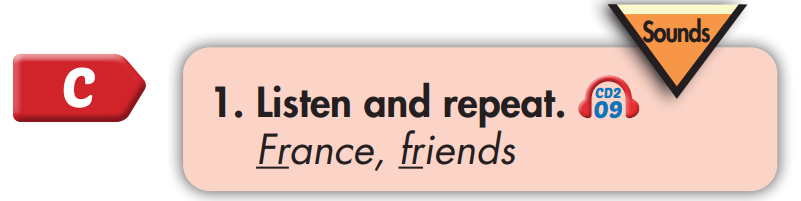 Sounds
C
1. Listen and repeat.
CD2
09
France, friends